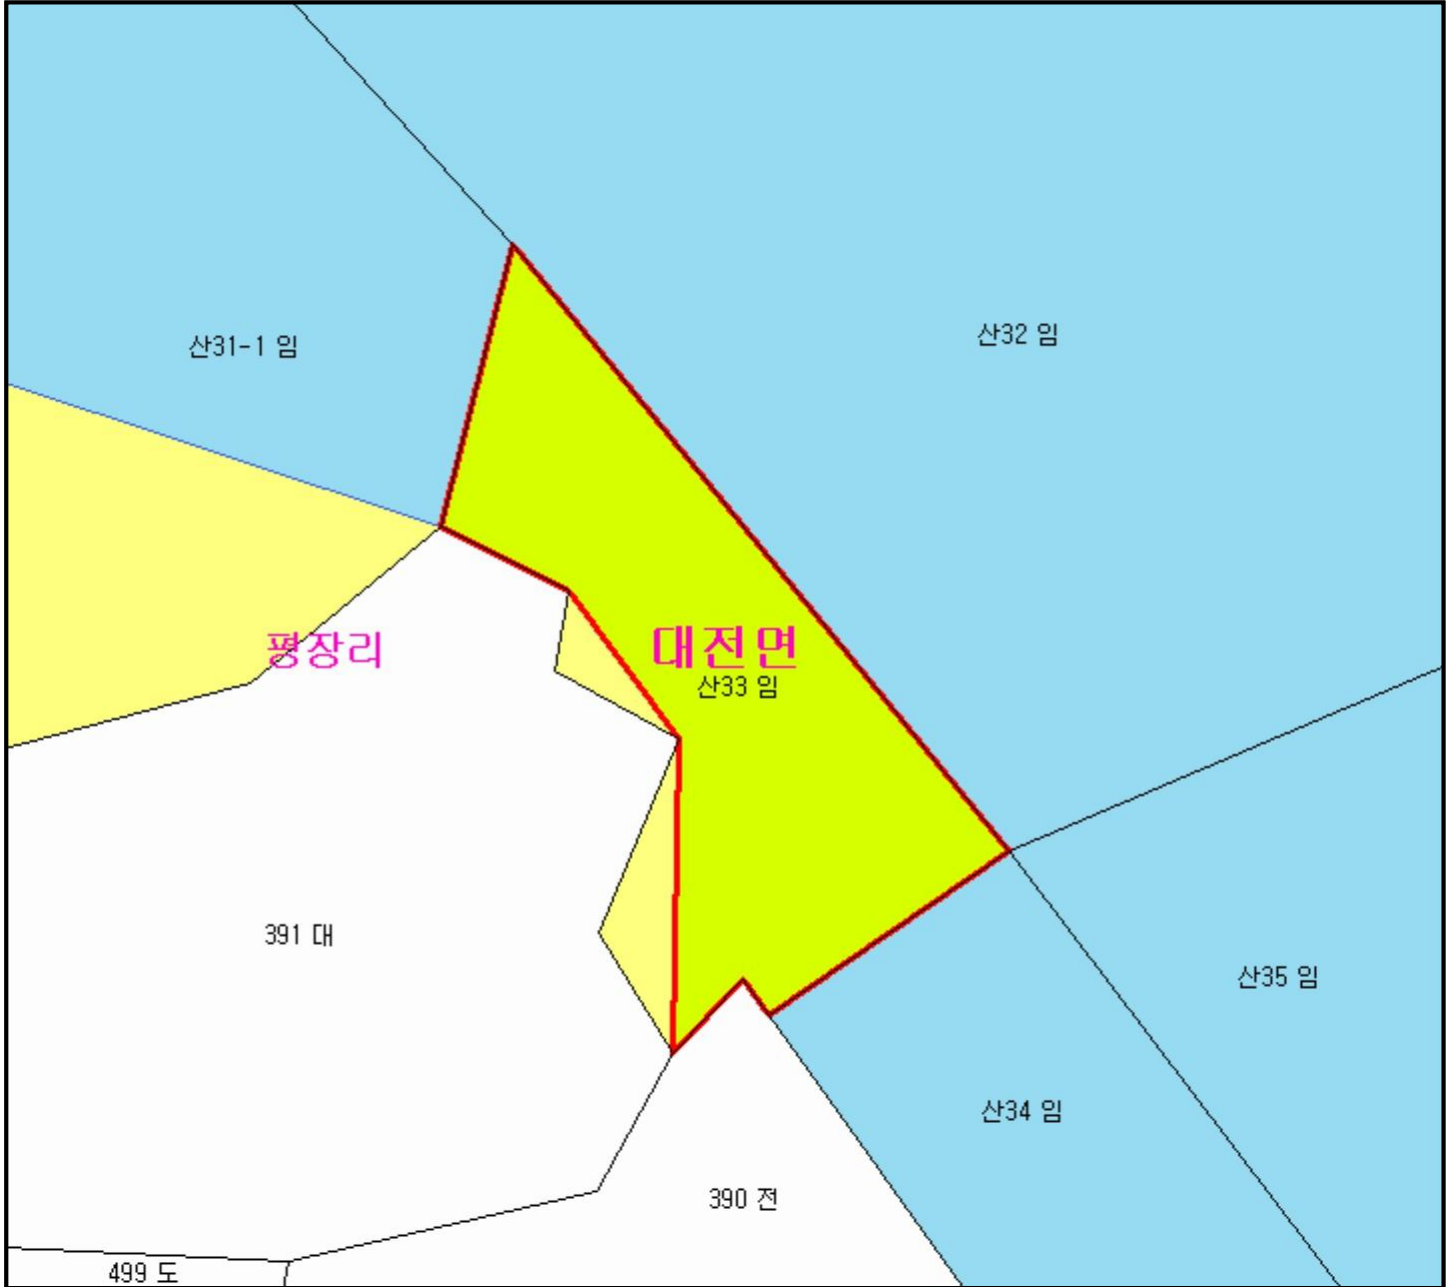 산32 임
산31-1 임
평장리
대전면
산33 임
391 대
산35 임
산34 임
390 전
499 도